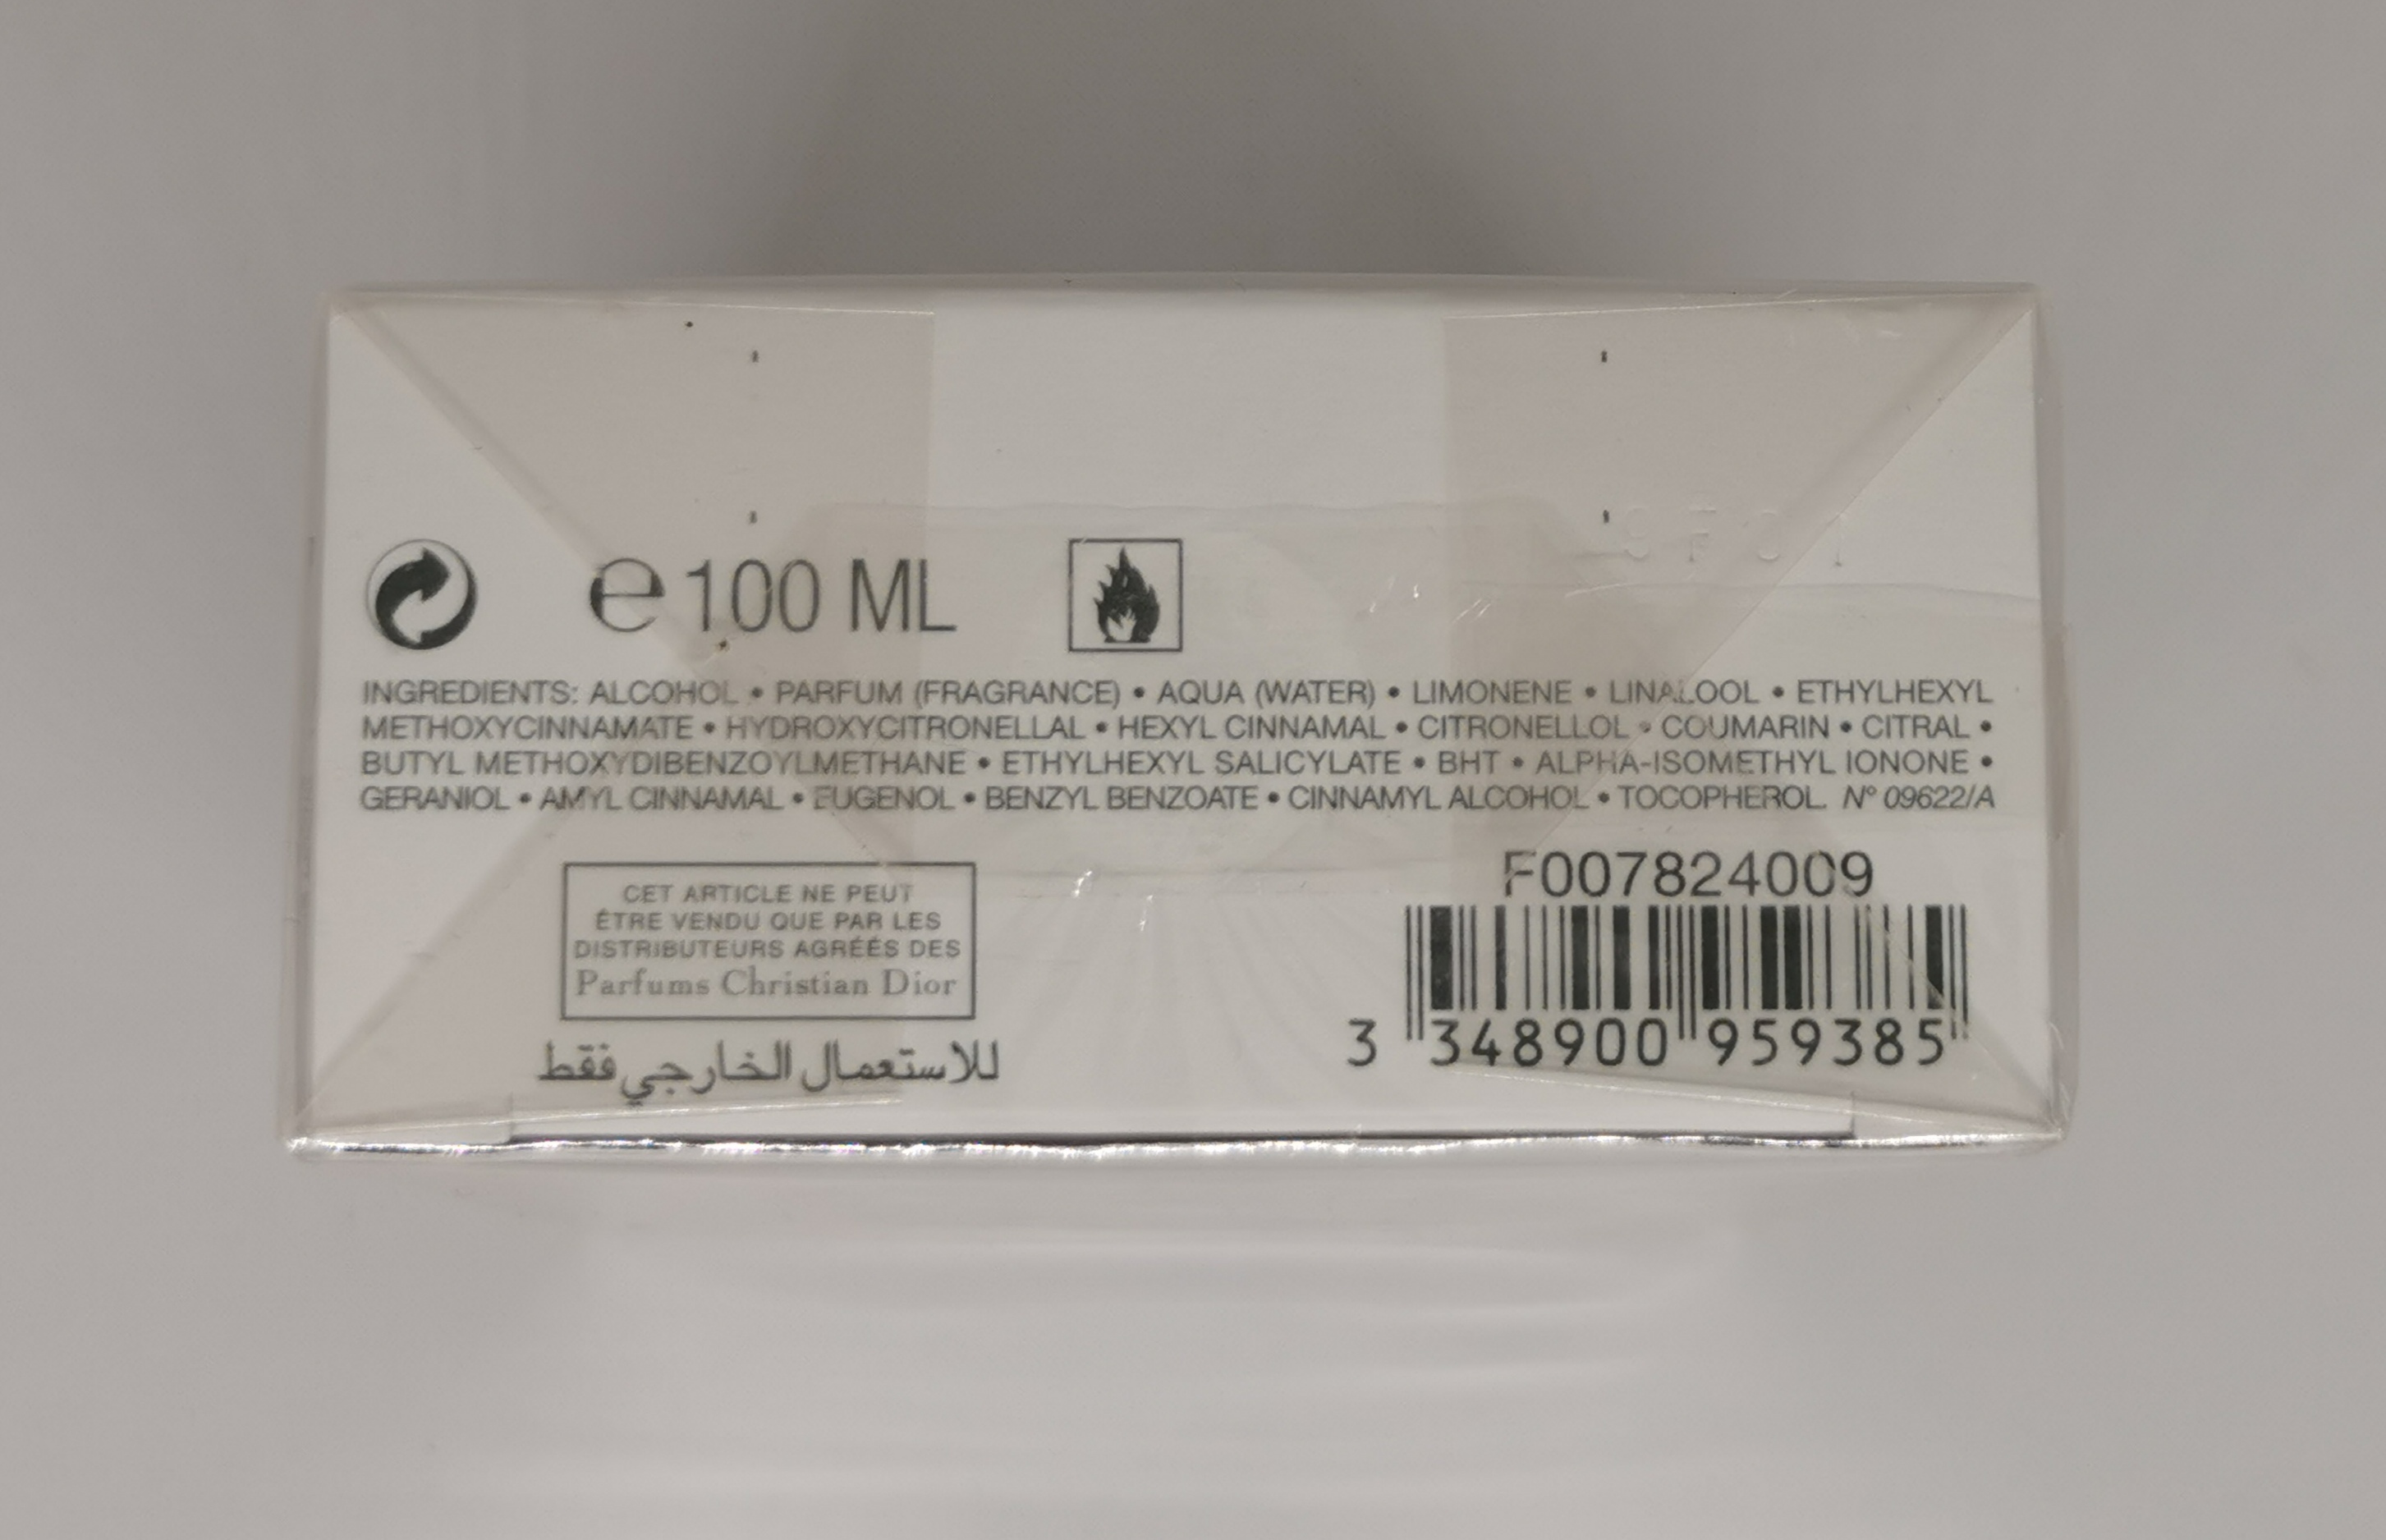 ℮ 100 ML
INGREDIENTS: ALCOHOL • PARFUM (FRAGRANCE) • AQUA (WATER) • LIMONENE • LINALOOL • ETHYLHEXYL
METHOXYCINNAMATE • HYDROXYCITRONELLAL • HEXYL CINNAMAL • CITRONELLOL • COUMARIN • CITRAL •
BUTYL METHOXYDIBENZOYLMETHANE • ETHYLHEXYL SALICYLATE • BHT • ALPHA-ISOMETHYL IONONE •
GERANIOL • AMYL CINNAMAL • EUGENOL • BENZYL BENZOATE • CINNAMYL ALCOHOL • TOCOPHEROL. N° 09622/A
CET ARTICLE NE PEUT
ÊTRE VENDU QUE PAR LES
DISTRIBUTEURS AGRÉÉS DES
Parfums Christian Dior
للاستعمال الخارجي فقط
F007824009
3 348900 959385